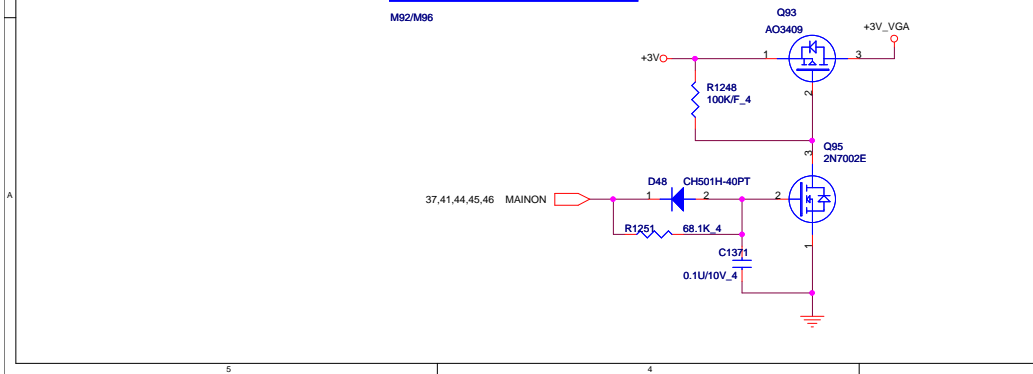 M92/M96
Q93
AO3409
+3V_VGA
+3V
1
3
2
R1248
100K/F_4
3
Q95
2N7002E
D48 CH501H-40PT
37,41,44,45,46 MAINON
1
2
2
R1251 68.1K_4
1
C1371
0.1U/10V_4
A
5
4